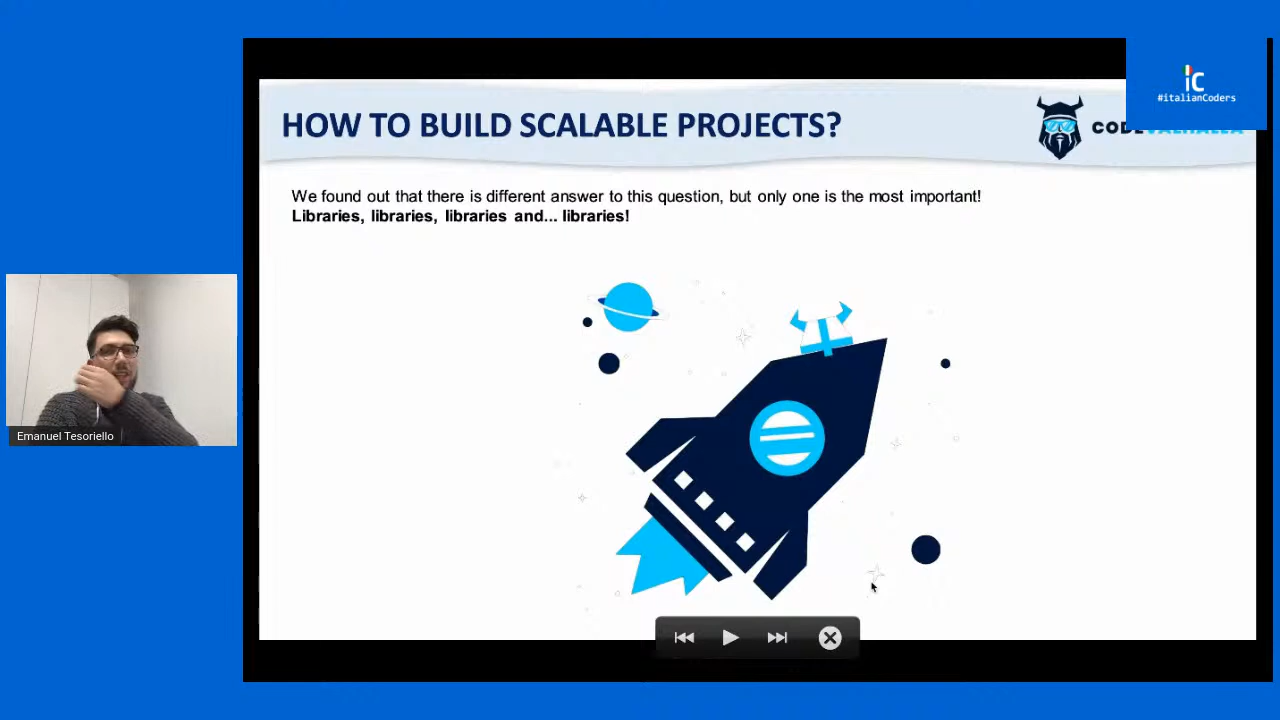 HOW TO BUILD SCALABLE PROJECTS?
iC
#italianCoders
We found out that there is different answer to this question, but only one is the most important!
Libraries, libraries, libraries and... libraries!
Emanuel Tesoriello